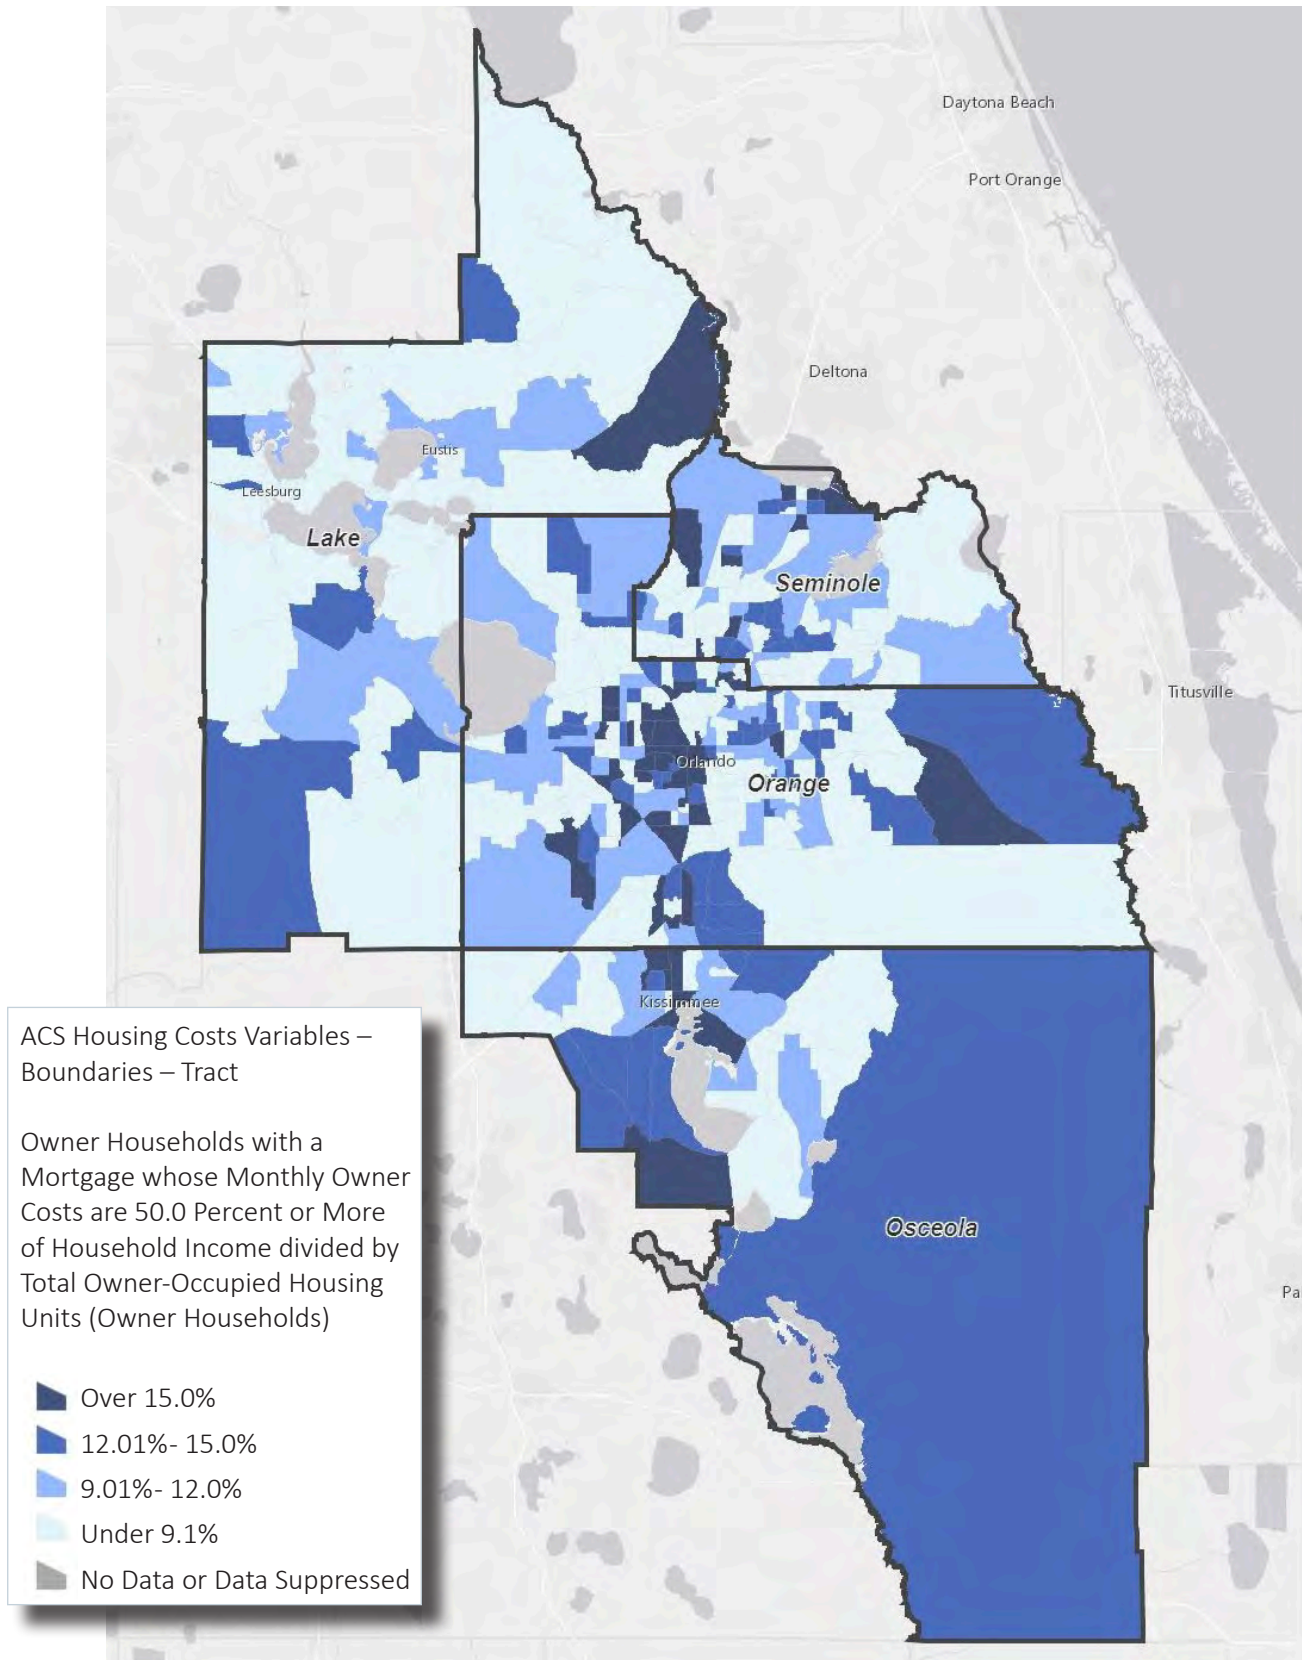 Daytona Beach
Port Orange
Deltona
Eustis
Leesburg
Lake
Seminole
Titusville
Orlando
Orange
Kissimmee
Osceola
Pa
ACS Housing Costs Variables –
Boundaries – Tract
Owner Households with a
Mortgage whose Monthly Owner
Costs are 50.0 Percent or More
of Household Income divided by
Total Owner-Occupied Housing
Units (Owner Households)
Over 15.0%
12.01%- 15.0%
9.01%- 12.0%
Under 9.1%
No Data or Data Suppressed